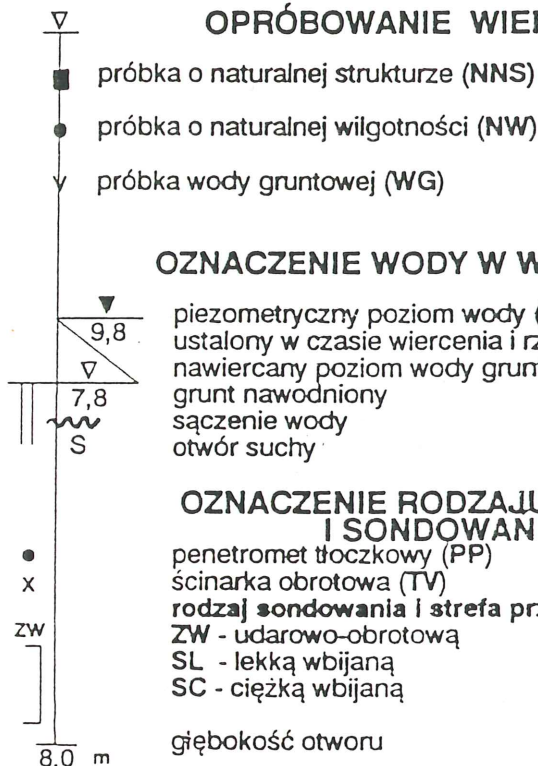 OPRÓBOWANIE WIE
próbka o naturalnej strukturze (NNS)
próbka o naturalnej wilgotności (NW)
próbka wody gruntowej (WG)
OZNACZENIE WODY W W
9,8
piezometryczny poziom wody
ustalony w czasie wiercenia i
nawiercany poziom wody
7,8
grunt nawodniony
sączenie wody
S
otwór suchy
OZNACZENIE RODZAJU
I SONDOWAN
penetromet tłoczkowy (PP)
x ścinarka obrotowa (TV)
rodzaj sondowania i strefa
ZW
ZW - udarowo-obrotową
SL - lekką wbijaną
SC - ciężką wbijaną
głębokość otworu
8,0 m